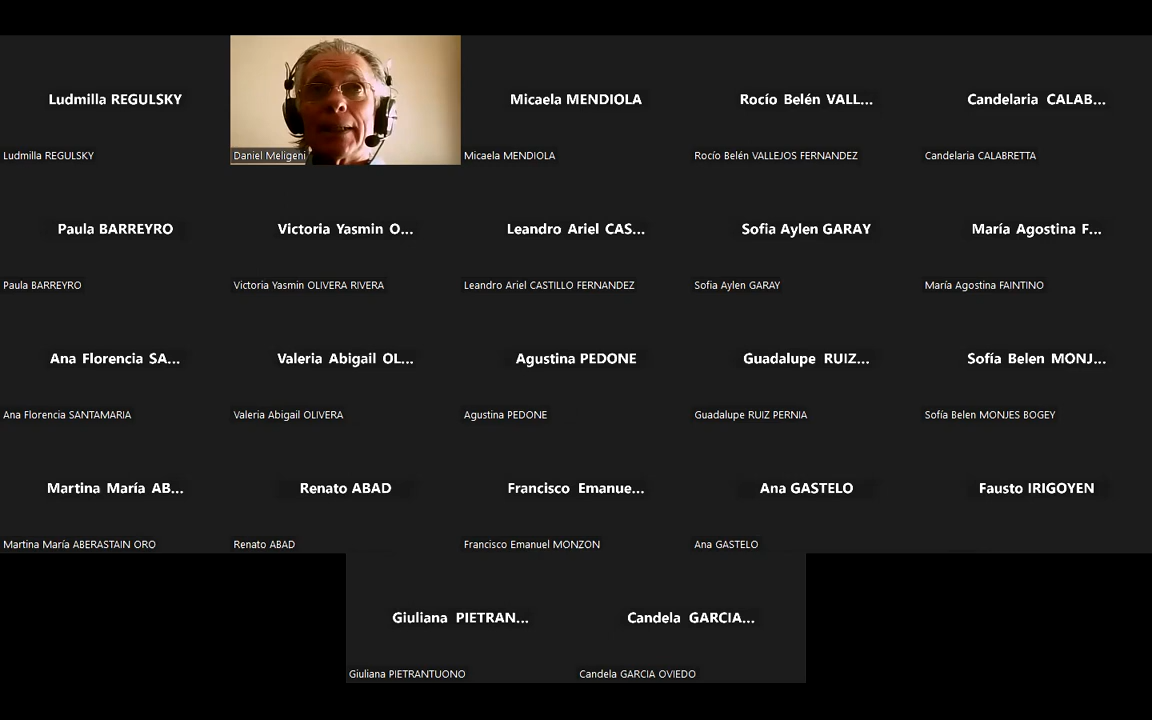 Ludmilla REGULSKY
Ludmilla REGULSKY
Daniel Meligeni
Micaela MENDIOLA
Micaela MENDIOLA
Rocío Belén VALL...
Rocío Belén VALLEJOS FERNANDEZ
Candelaria CALAB...
Candelaria CALABRETTA
Paula BARREYRO
Paula BARREYRO
Victoria Yasmin O...
Victoria Yasmin OLIVERA RIVERA
Leandro Ariel CAS...
Leandro Ariel CASTILLO FERNANDEZ
Sofia Aylen GARAY
Sofia Aylen GARAY
María Agostina F...
María Agostina FAINTINO
Ana Florencia SA...
Ana Florencia SANTAMARIA
Valeria Abigail OL...
Valeria Abigail OLIVERA
Agustina PEDONE
Agustina PEDONE
Guadalupe RUIZ...
Guadalupe RUIZ PERNIA
Sofía Belen MONJ...
Sofía Belen MONJES BOGEY
Martina María AB...
Martina María ABERASTAIN ORO
Renato ABAD
Renato ABAD
Francisco Emanue...
Francisco Emanuel MONZON
Ana GASTELO
Ana GASTELO
Fausto IRIGOYEN
Giuliana PIETRAN...
Giuliana PIETRANTUONO
Candela GARCIA...
Candela GARCIA OVIEDO